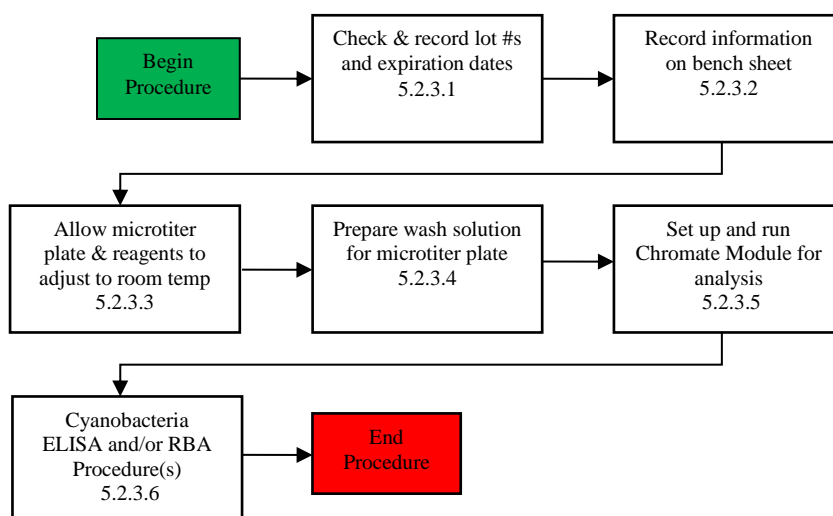 Begin
Procedure
Check & record lot #s
and expiration dates
5.2.3.1
Record information
on bench sheet
5.2.3.2
Allow microtiter
plate & reagents to
adjust to room temp
5.2.3.3
Prepare wash solution
for microtiter plate
5.2.3.4
Set up and run
Chromate Module for
analysis
5.2.3.5
Cyanobacteria
ELISA and/or RBA
Procedure(s)
5.2.3.6
End
Procedure